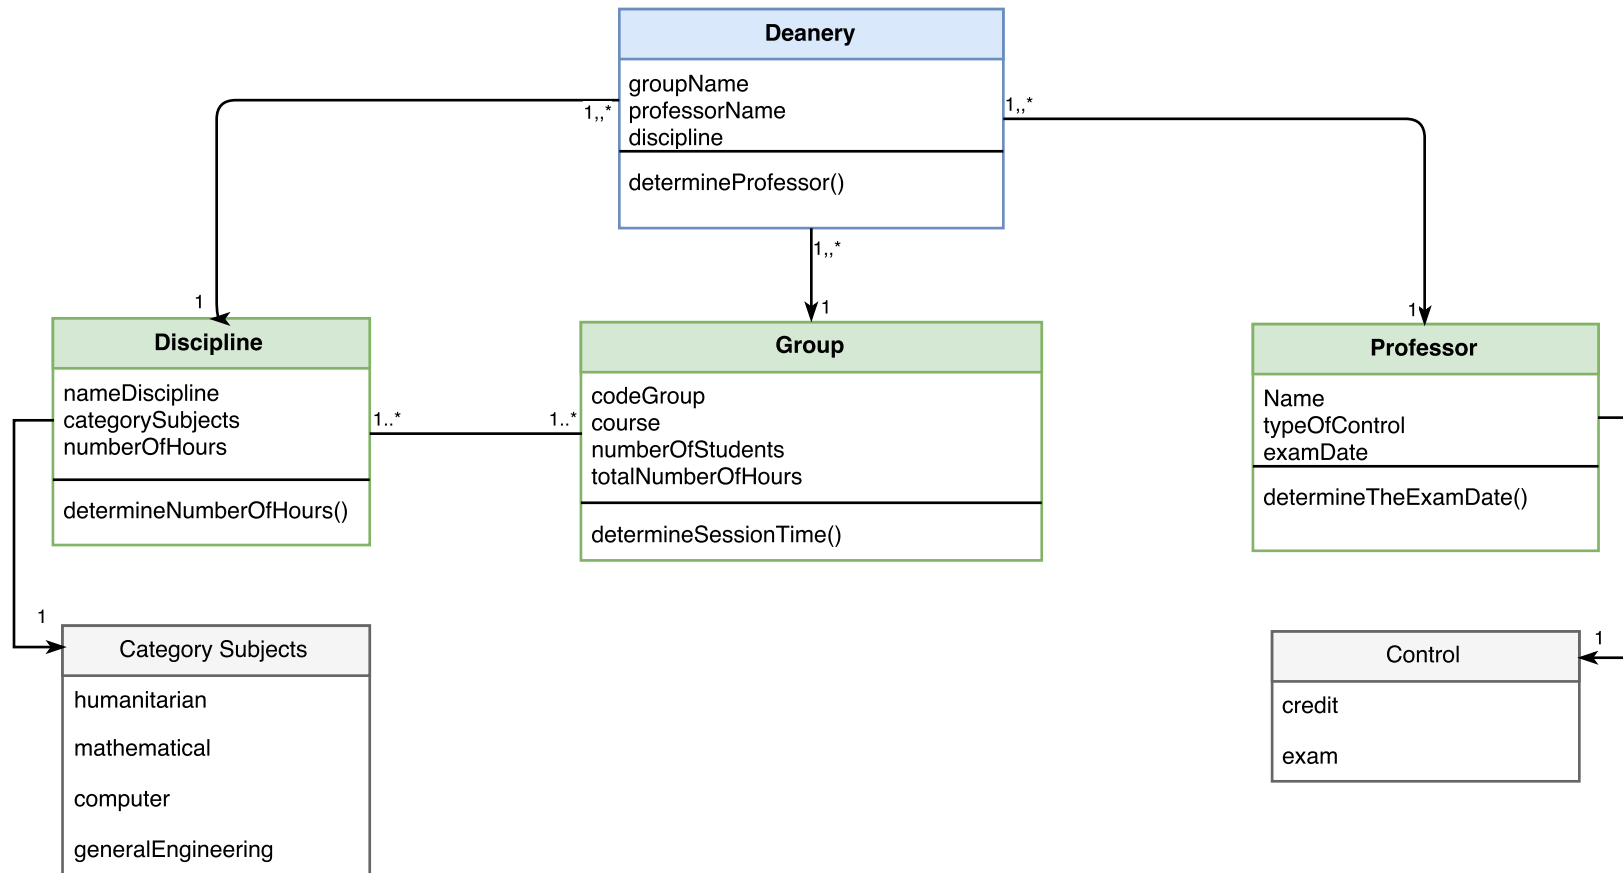 Deanery
groupName
professorName
discipline
determineProfessor()
1,,*
1,,*
1,,*
1
1
1
Discipline
nameDiscipline
categorySubjects
numberOfHours
determineNumberOfHours()
1..*
1..*
Group
codeGroup
course
numberOfStudents
totalNumberOfHours
determineSessionTime()
Professor
Name
typeOfControl
examDate
determineTheExamDate()
1
Category Subjects
humanitarian
mathematical
computer
generalEngineering
1
Control
credit
exam